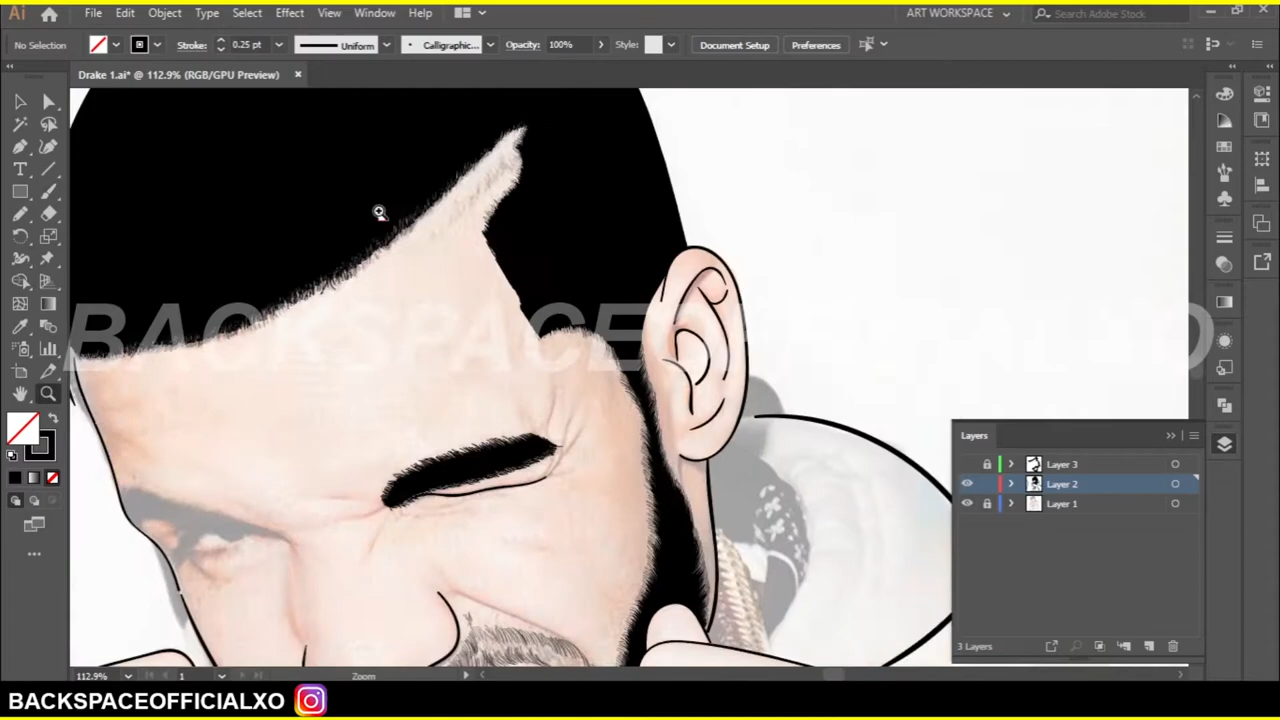 Ai File Edit Object Type Select Effect View Window Help ART WORKSPACE Search Adobe Stock
No Selection Stroke: 0.25 pt Uniform Calligraphic... Opacity: 100% Style: Document Setup Preferences
Drake 1.ai* @ 112.9% (RGB/GPU Preview)
Layers
Layer 3
Layer 2
Layer 1
3 Layers
112.9% 1 Zoom
BACKSPACEOFFICIALXO